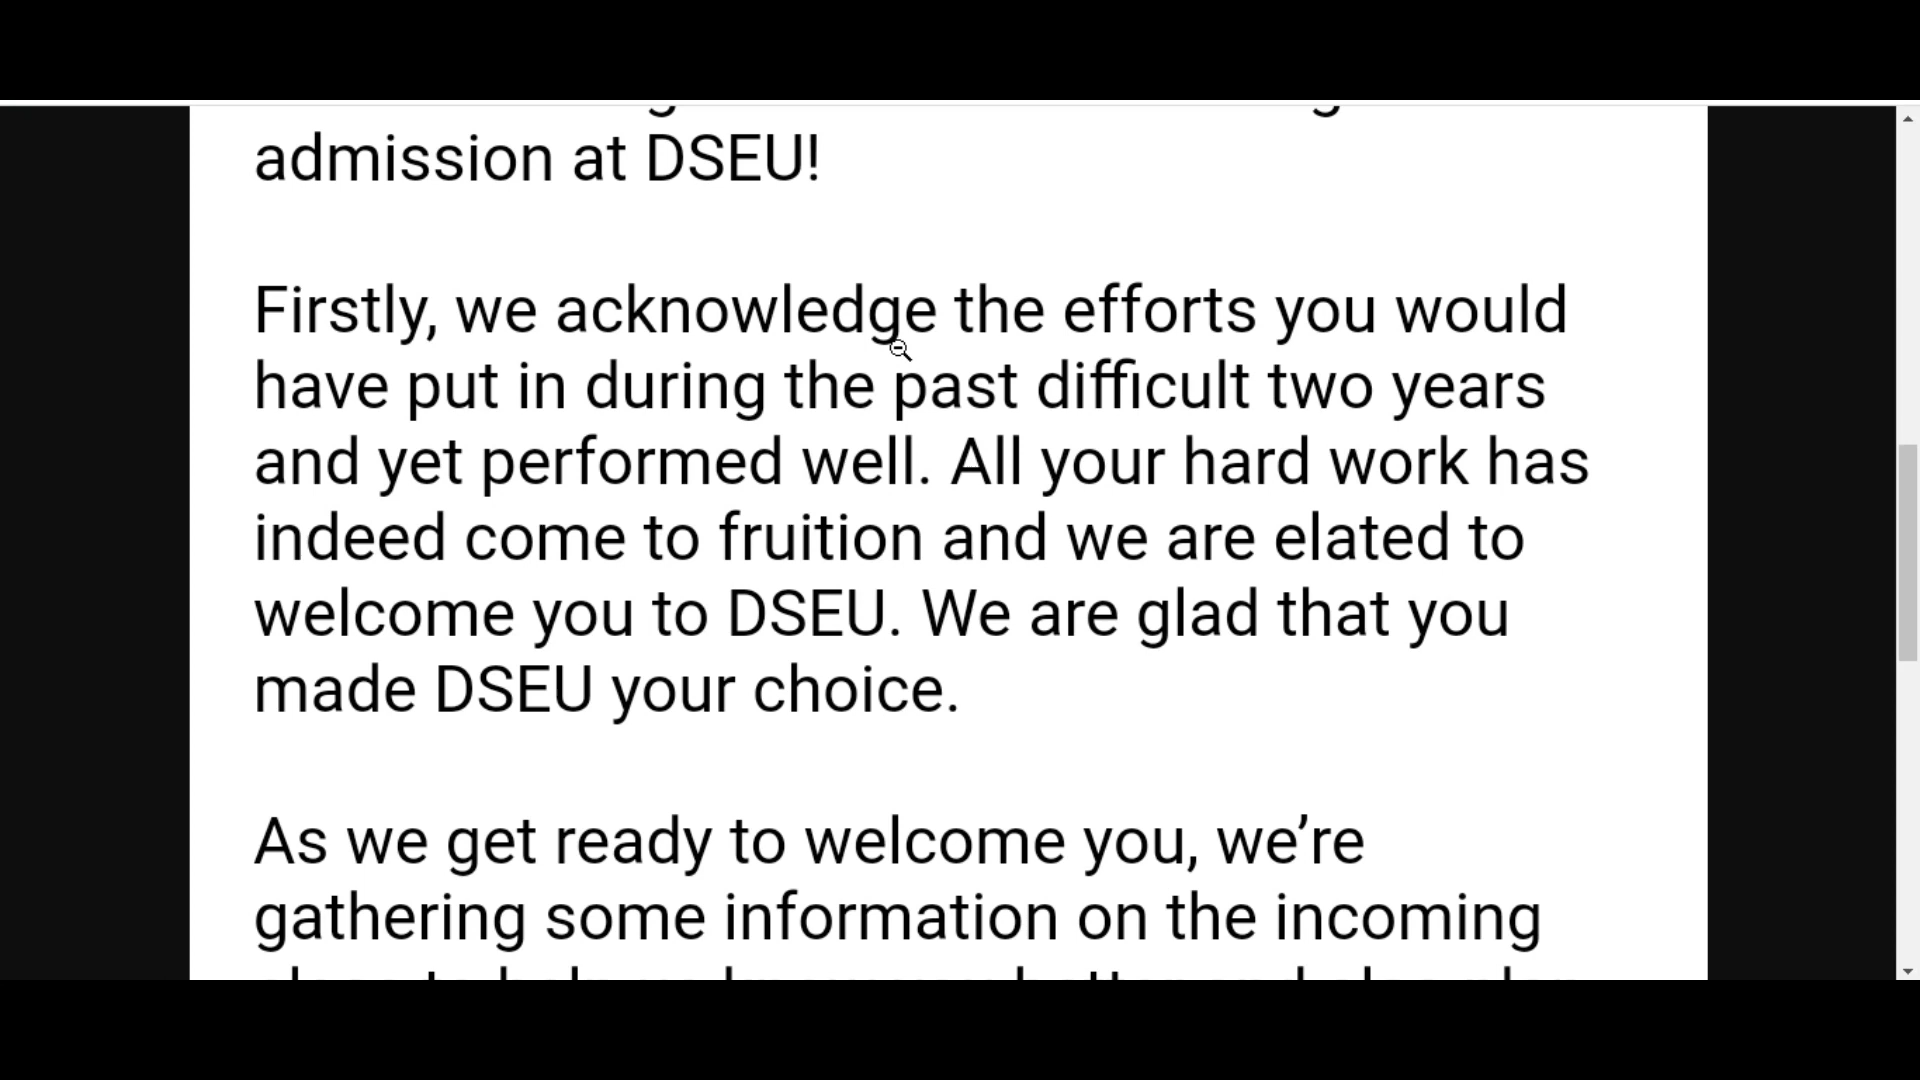 admission at DSEU!
Firstly, we acknowledge the efforts you would
have put in during the past difficult two years
and yet performed well. All your hard work has
indeed come to fruition and we are elated to
welcome you to DSEU. We are glad that you
made DSEU your choice.
As we get ready to welcome you, we’re
gathering some information on the incoming